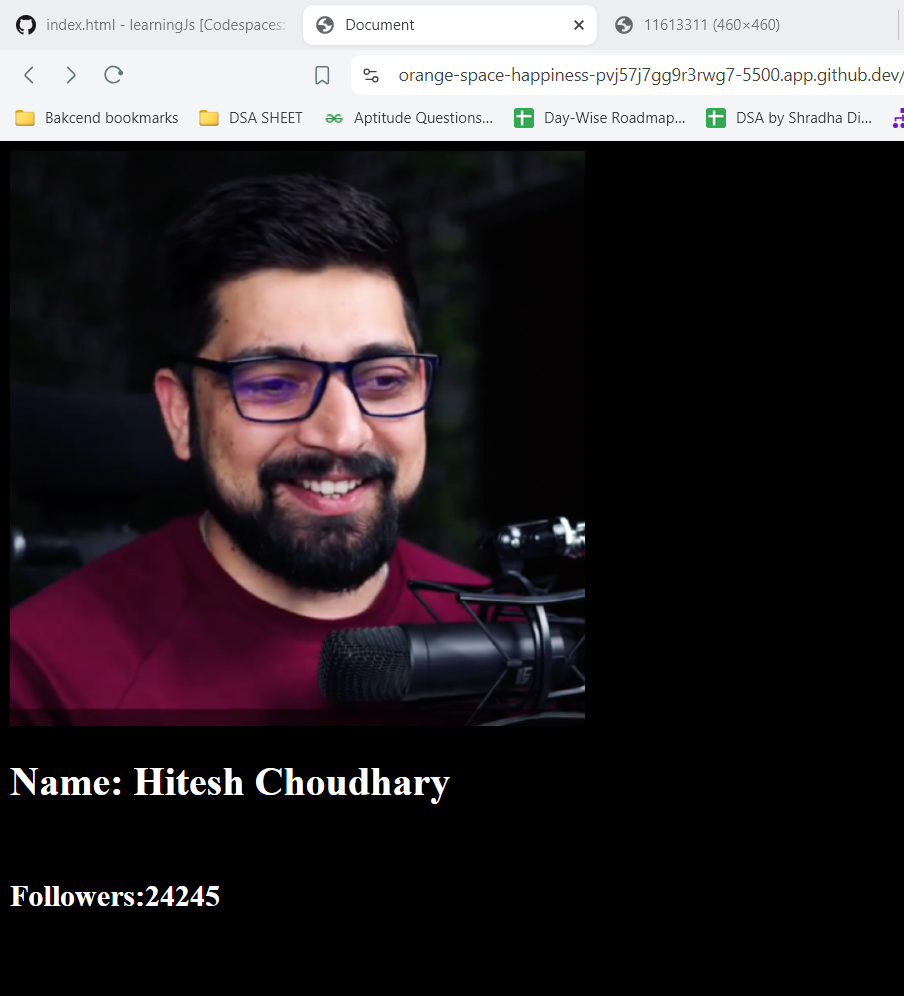 index.html - learningJs [Codespaces:
Document
11613311 (460×460)
orange-space-happiness-pvj57j7gg9r3rwg7-5500.app.github.dev/
Bakcend bookmarks
DSA SHEET
Aptitude Questions...
Day-Wise Roadmap...
DSA by Shradha Di...
Name: Hitesh Choudhary
Followers:24245